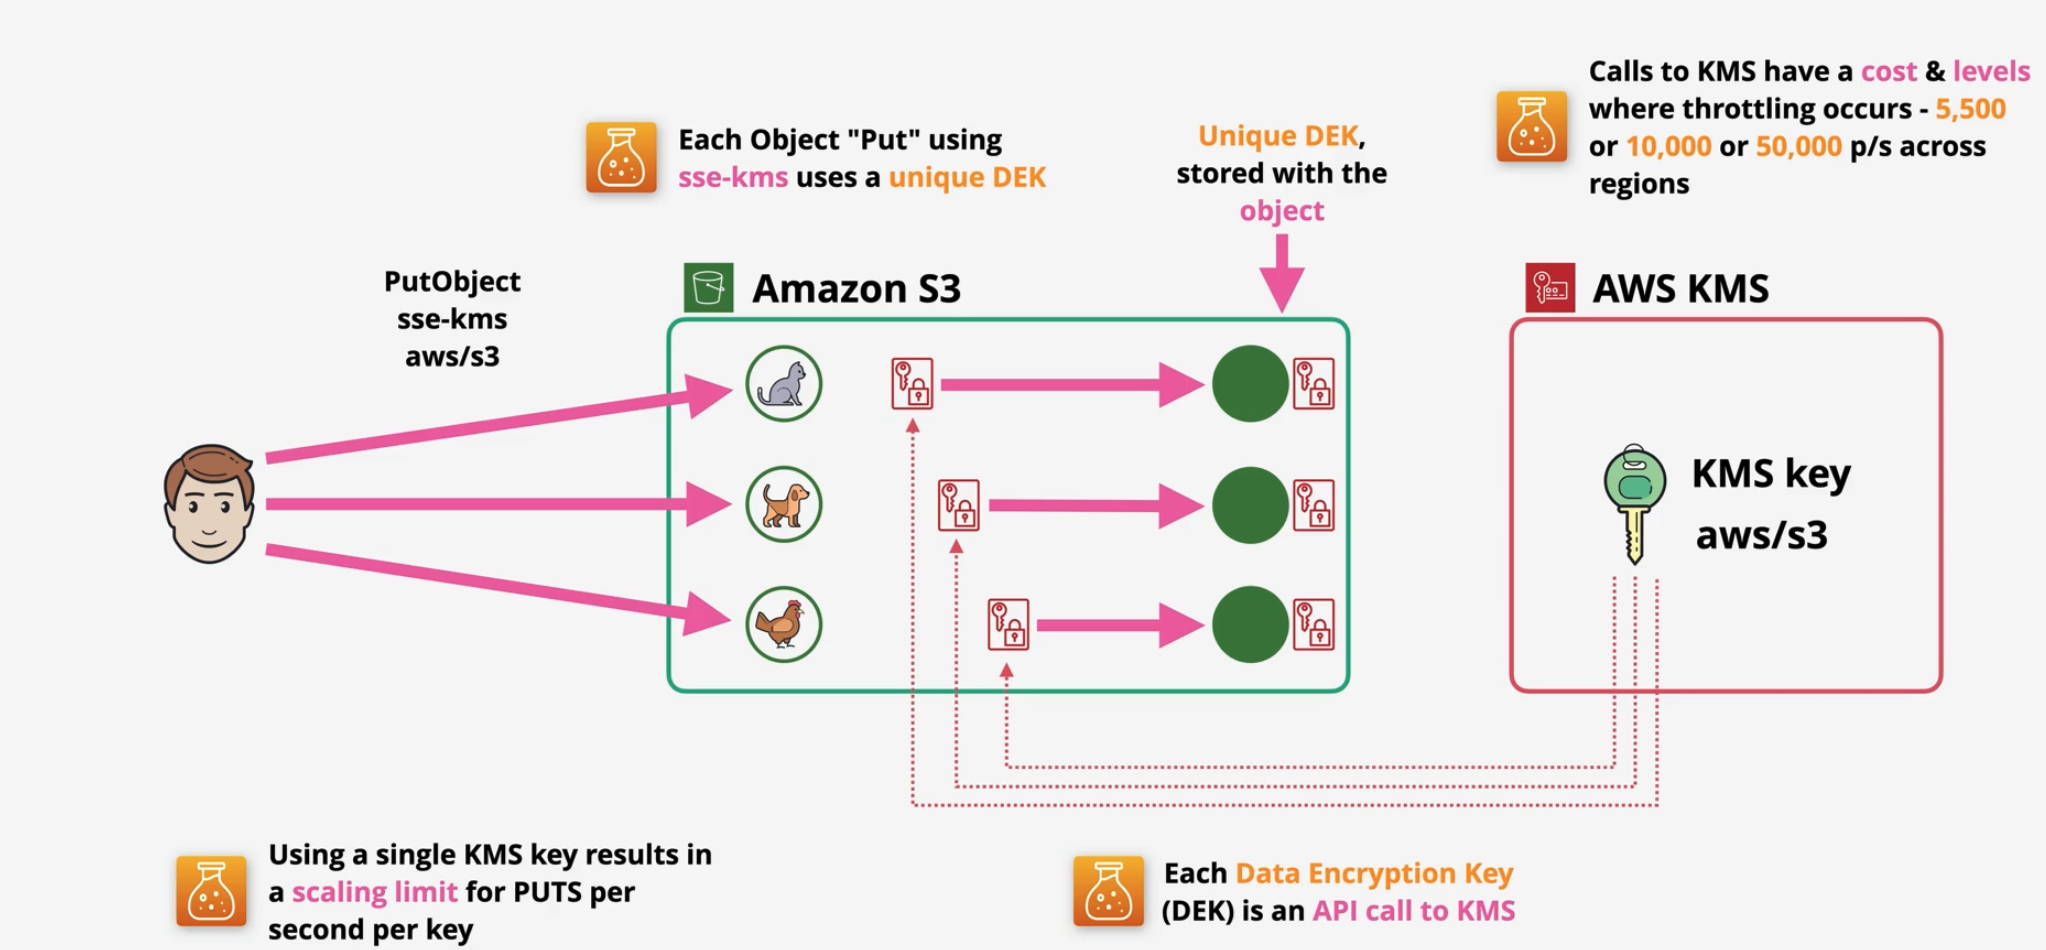 Calls to KMS have a cost & levels
where throttling occurs - 5,500
or 10,000 or 50,000 p/s across
regions
Each Object "Put" using
sse-kms uses a unique DEK
Unique DEK,
stored with the
object
PutObject
sse-kms
aws/s3
Amazon S3
AWS KMS
KMS key
aws/s3
Using a single KMS key results in
a scaling limit for PUTS per
second per key
Each Data Encryption Key
(DEK) is an API call to KMS